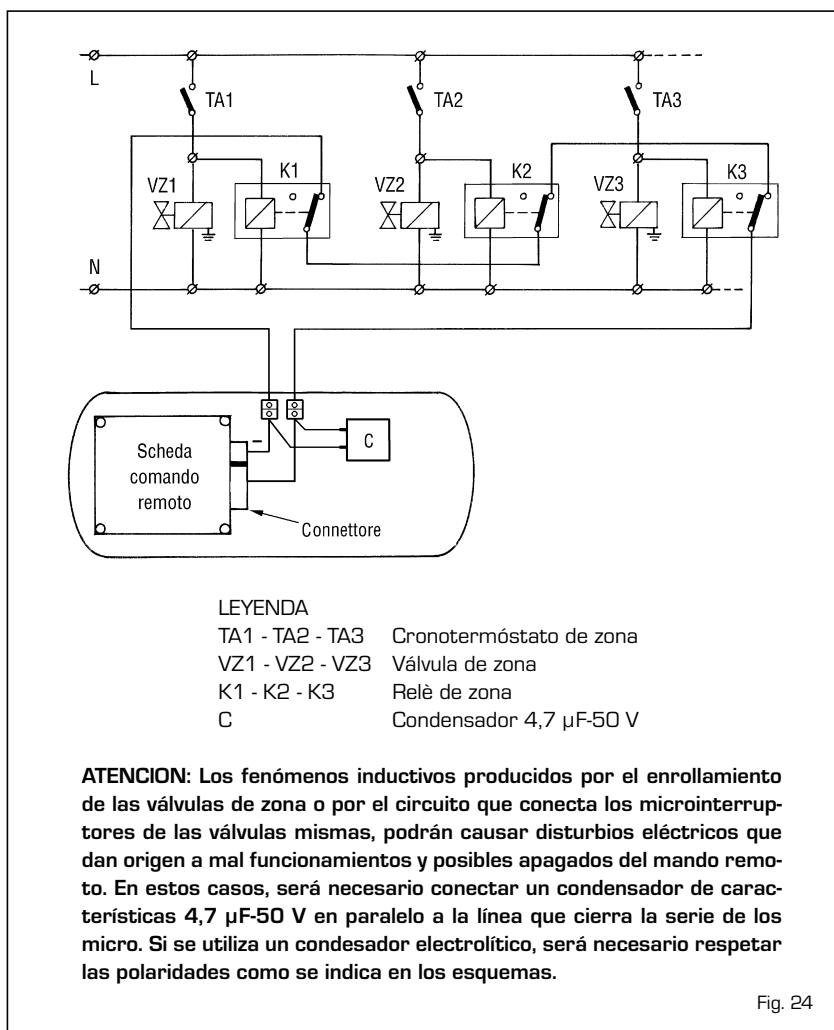 L
TA1
TA2
TA3
K1
K2
K3
VZ1
VZ2
VZ3
N
Scheda
comando
remoto
–
C
Connettore
LEYENDA
TA1 - TA2 - TA3 Cronotermóstato de zona
VZ1 - VZ2 - VZ3 Válvula de zona
K1 - K2 - K3 Relè de zona
C Condensador 4,7 µF-50 V
ATENCION: Los fenómenos inductivos producidos por el enrollamiento
de las válvulas de zona o por el circuito que conecta los microinterrup-
tores de las válvulas mismas, podrán causar disturbios eléctricos que
dan origen a mal funcionamientos y posibles apagados del mando remo-
to. En estos casos, será necesario conectar un condensador de carac-
terísticas 4,7 µF-50 V en paralelo a la línea que cierra la serie de los
micro. Si se utiliza un condesador electrolítico, será necesario respetar
las polaridades como se indica en los esquemas.
Fig. 24